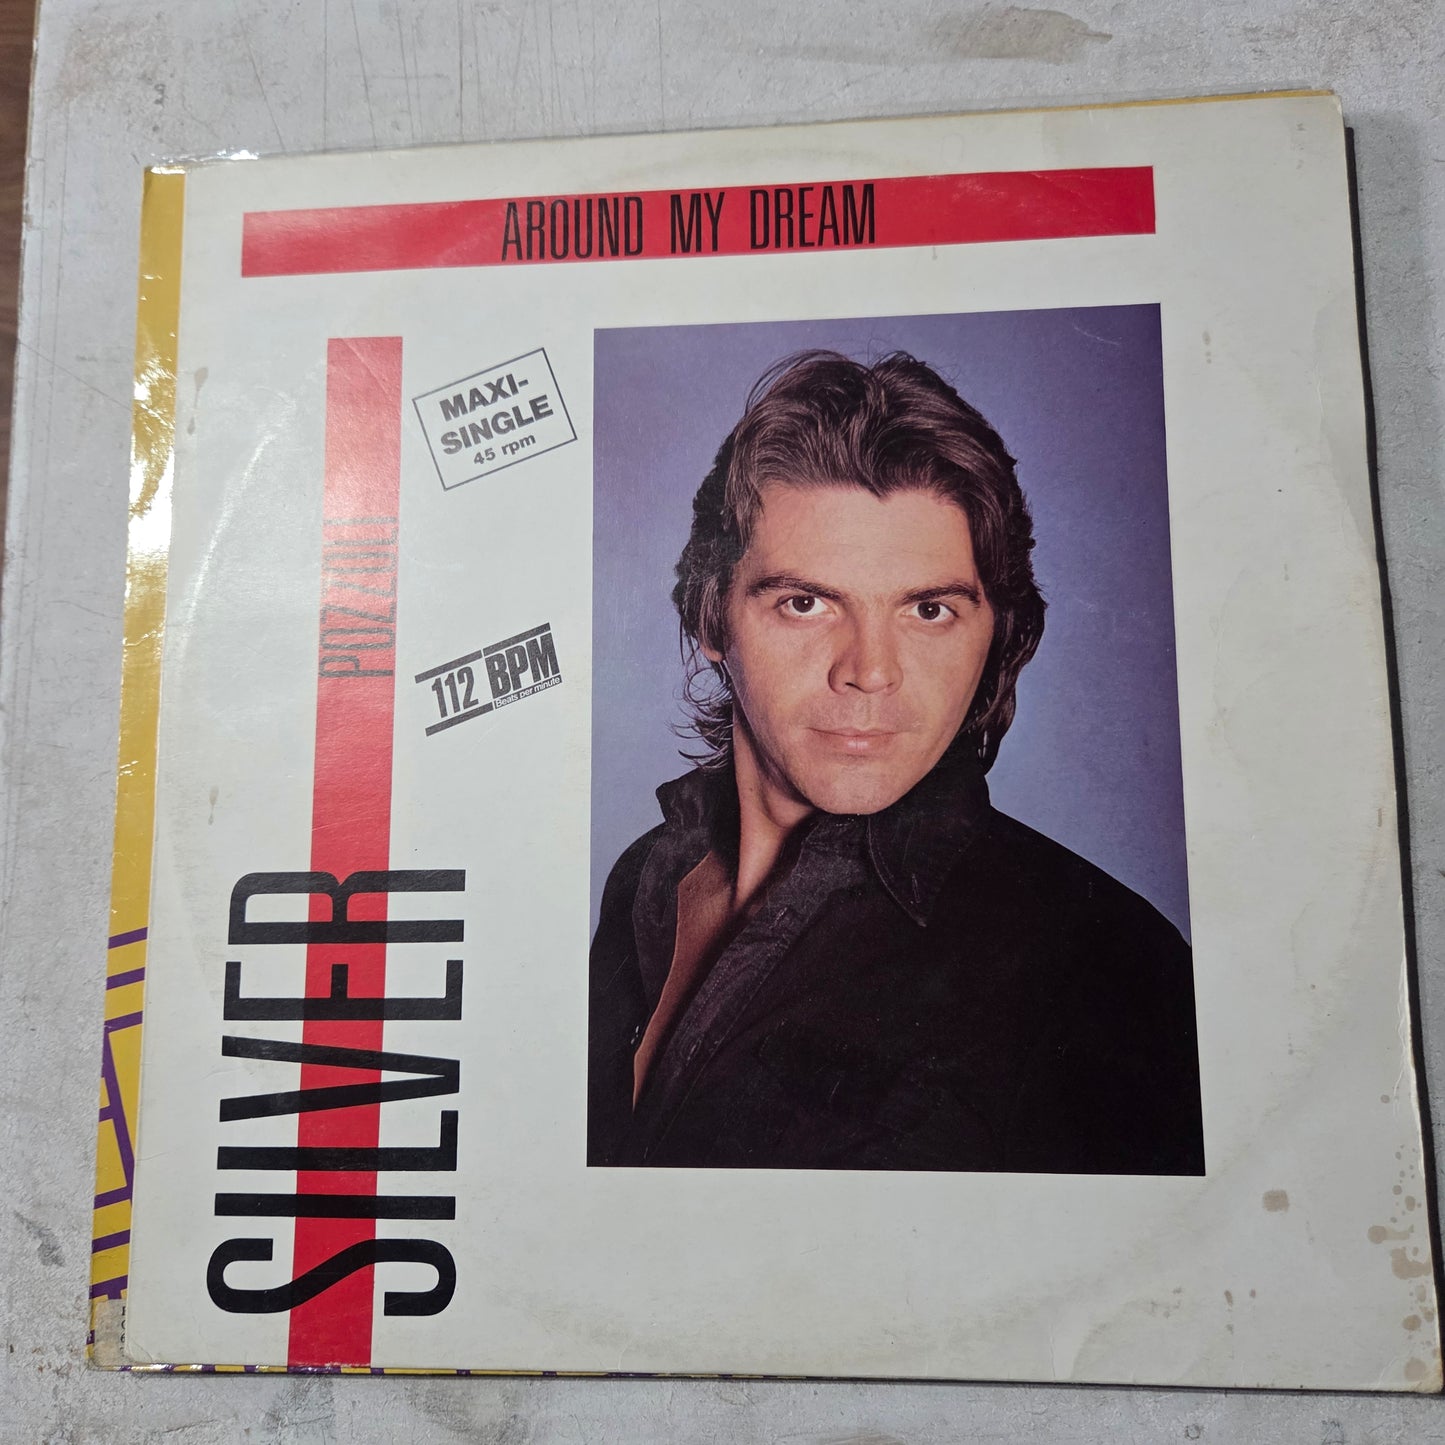 AROUND MY DREAM
MAXI-
SINGLE
45 rpm
POZZOLI
112 BPM
Beats per minute
SILVER